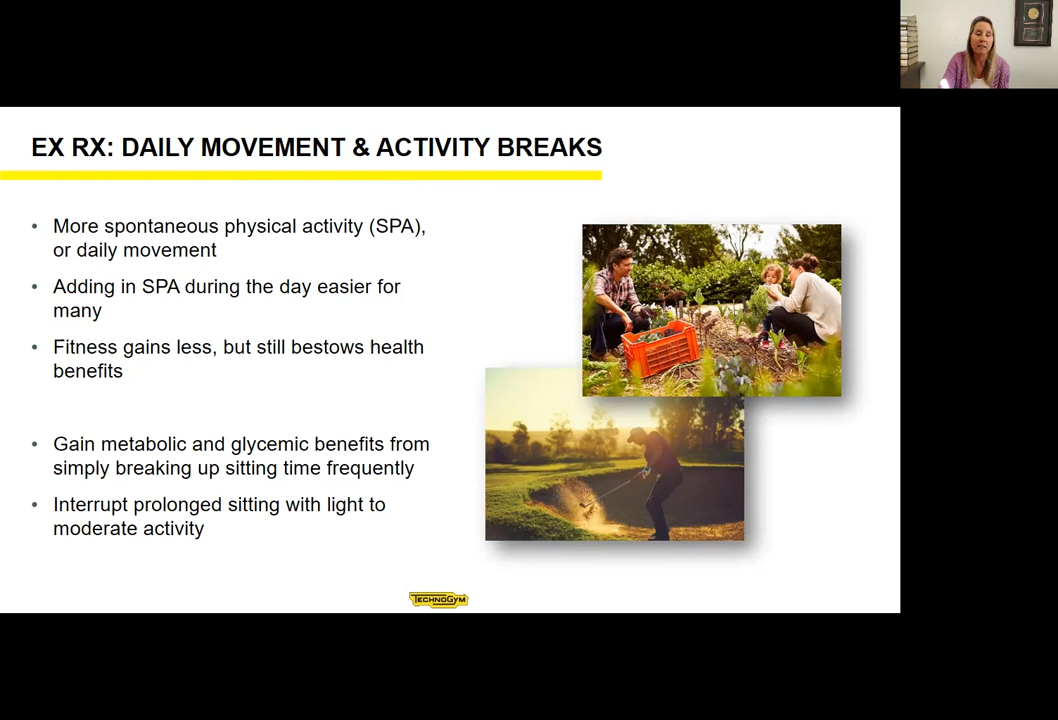 EX RX: DAILY MOVEMENT & ACTIVITY BREAKS
• More spontaneous physical activity (SPA),
or daily movement
• Adding in SPA during the day easier for
many
• Fitness gains less, but still bestows health
benefits
• Gain metabolic and glycemic benefits from
simply breaking up sitting time frequently
• Interrupt prolonged sitting with light to
moderate activity
TECHNOGYM